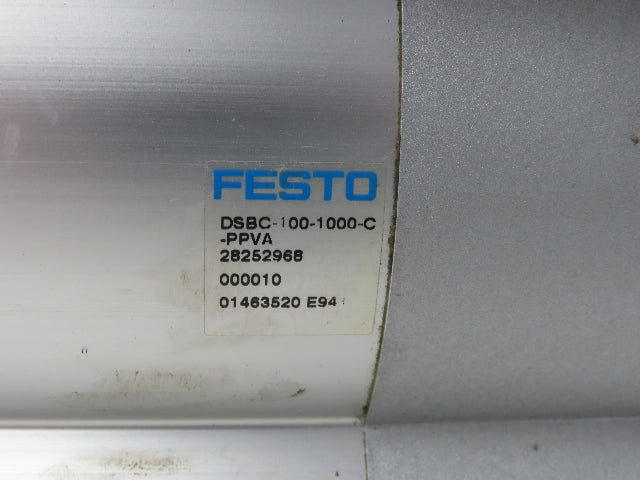 FESTO
DSBC-100-1000-C
-PPVA
28252968
000010
01463520 E94